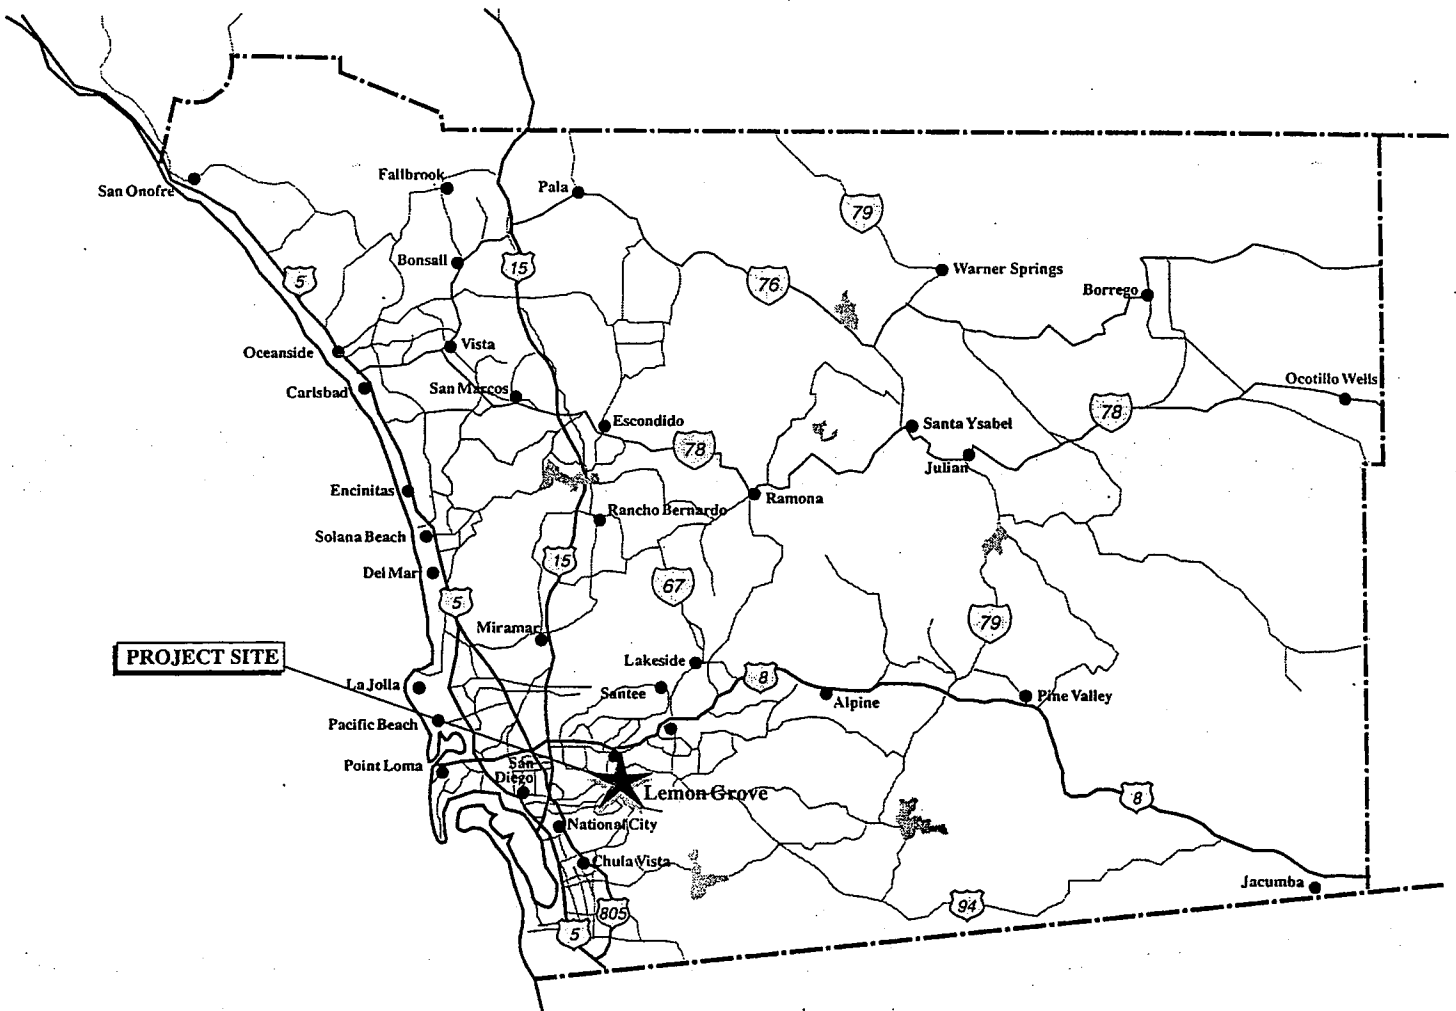 San Onofre
Fallbrook
Pala
79
Bonsall
15
5
76
Warner Springs
Borrego
Oceanside
Vista
Carlsbad
San Marcos
Ocotillo Wells
Escondido
78
78
Santa Ysabel
Julian
Encinitas
Ramona
Rancho Bernardo
Solana Beach
15
Del Mar
67
5
79
Miramar
PROJECT SITE
Lakeside
8
La Jolla
Santee
Alpine
Pine Valley
Pacific Beach
Point Loma
San
Diego
Lemon Grove
8
National City
Chula Vista
Jacumba
805
94
5